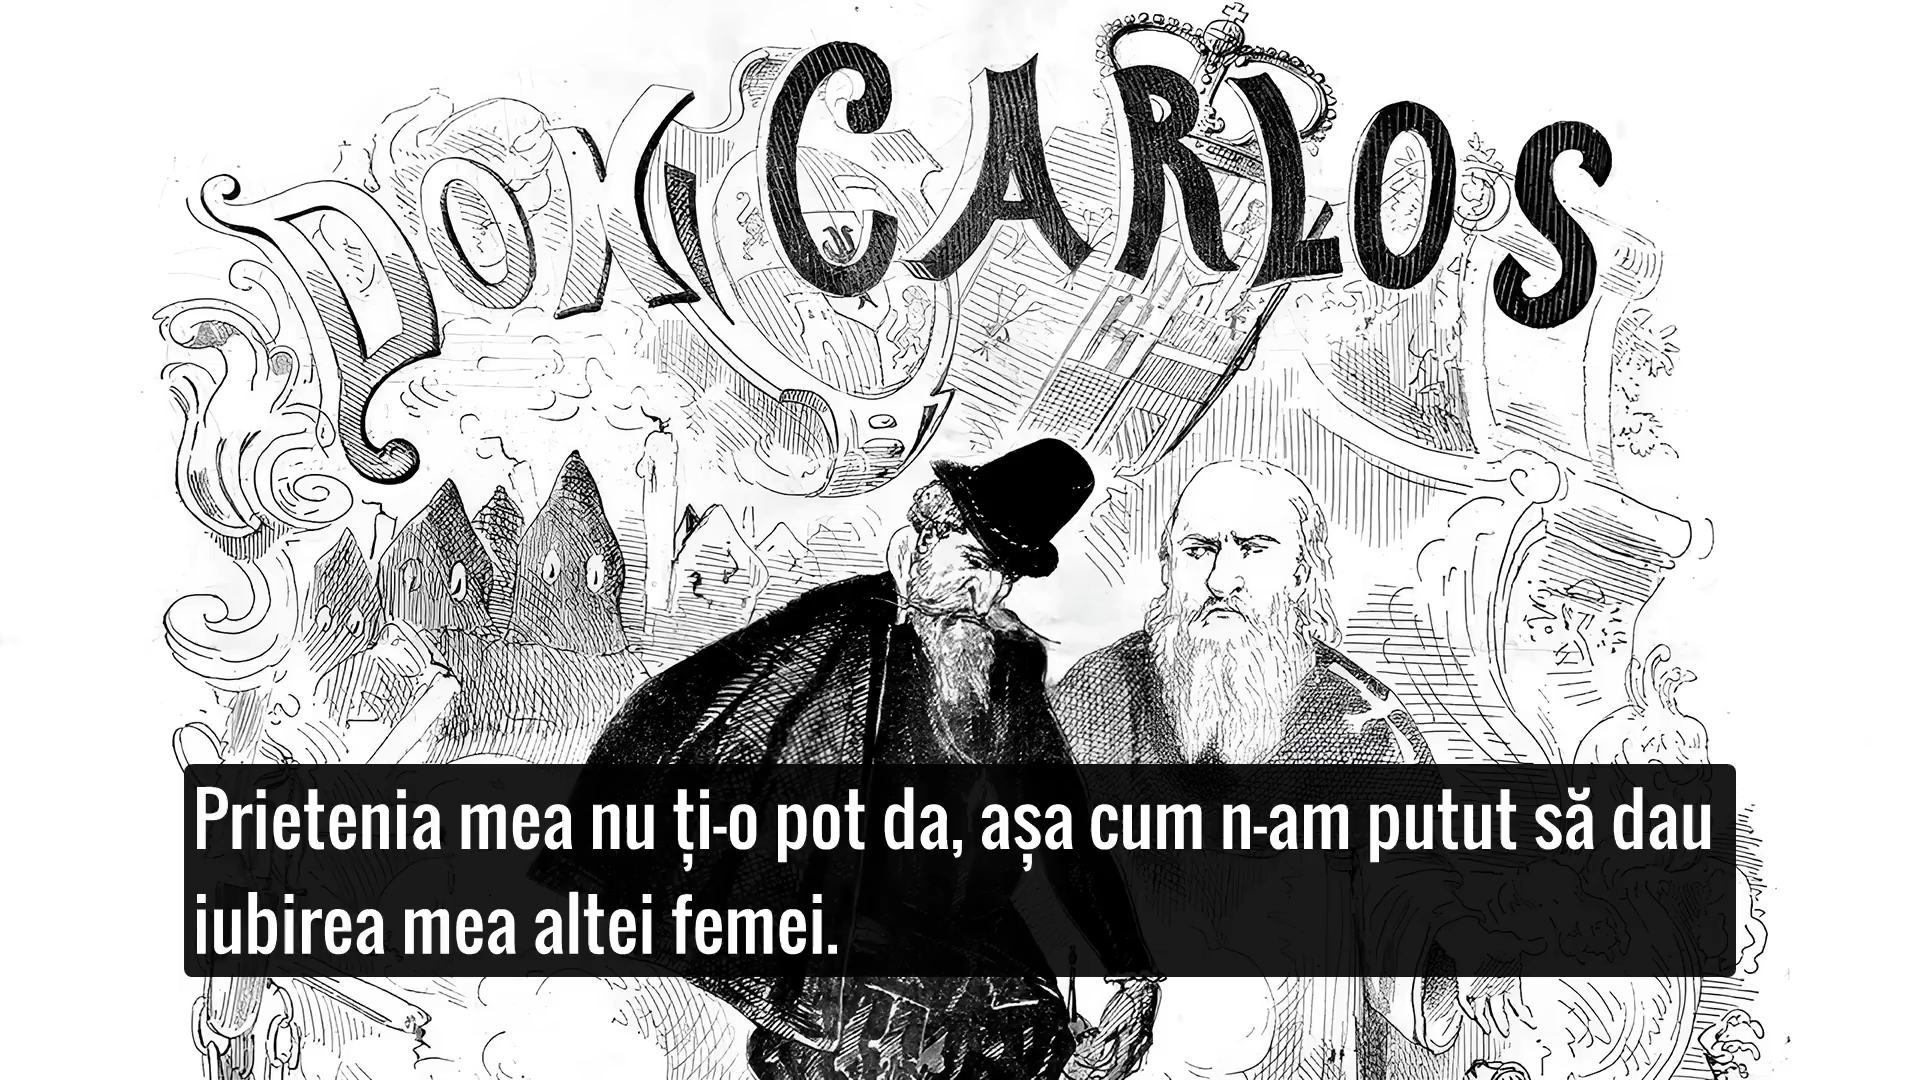 DON CARLOS
Prietenia mea nu ți-o pot da, așa cum n-am putut să dau
iubirea mea altei femei.